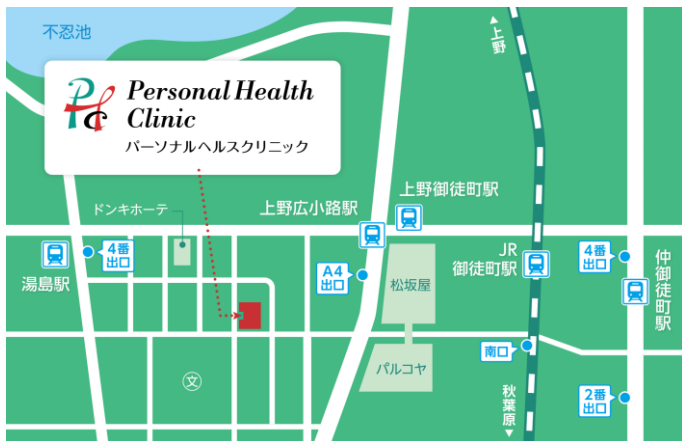 不忍池
▲上野
PHC
Personal Health
Clinic
パーソナルヘルスクリニック
ドンキホーテ
上野広小路駅
上野御徒町駅
4番
出口
湯島駅
A4
出口
松坂屋
JR
御徒町駅
4番
出口
仲御徒町駅
南口
パルコヤ
文
秋葉原▼
2番
出口